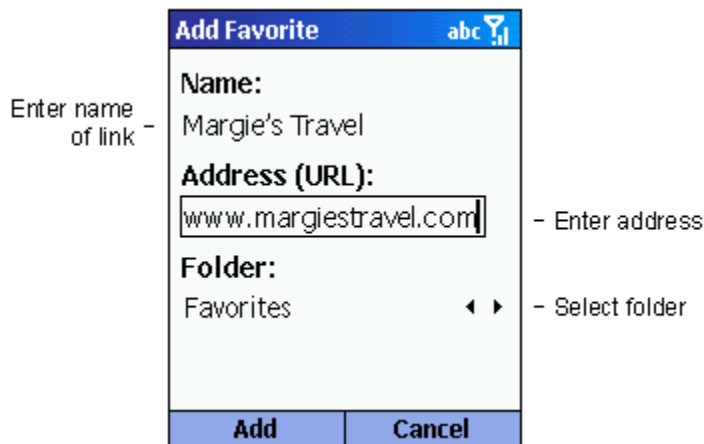 Add Favorite abc
Name:
Enter name
of link
Margie's Travel
Address (URL):
www.margiestravel.com
Enter address
Folder:
Favorites
Select folder
Add Cancel